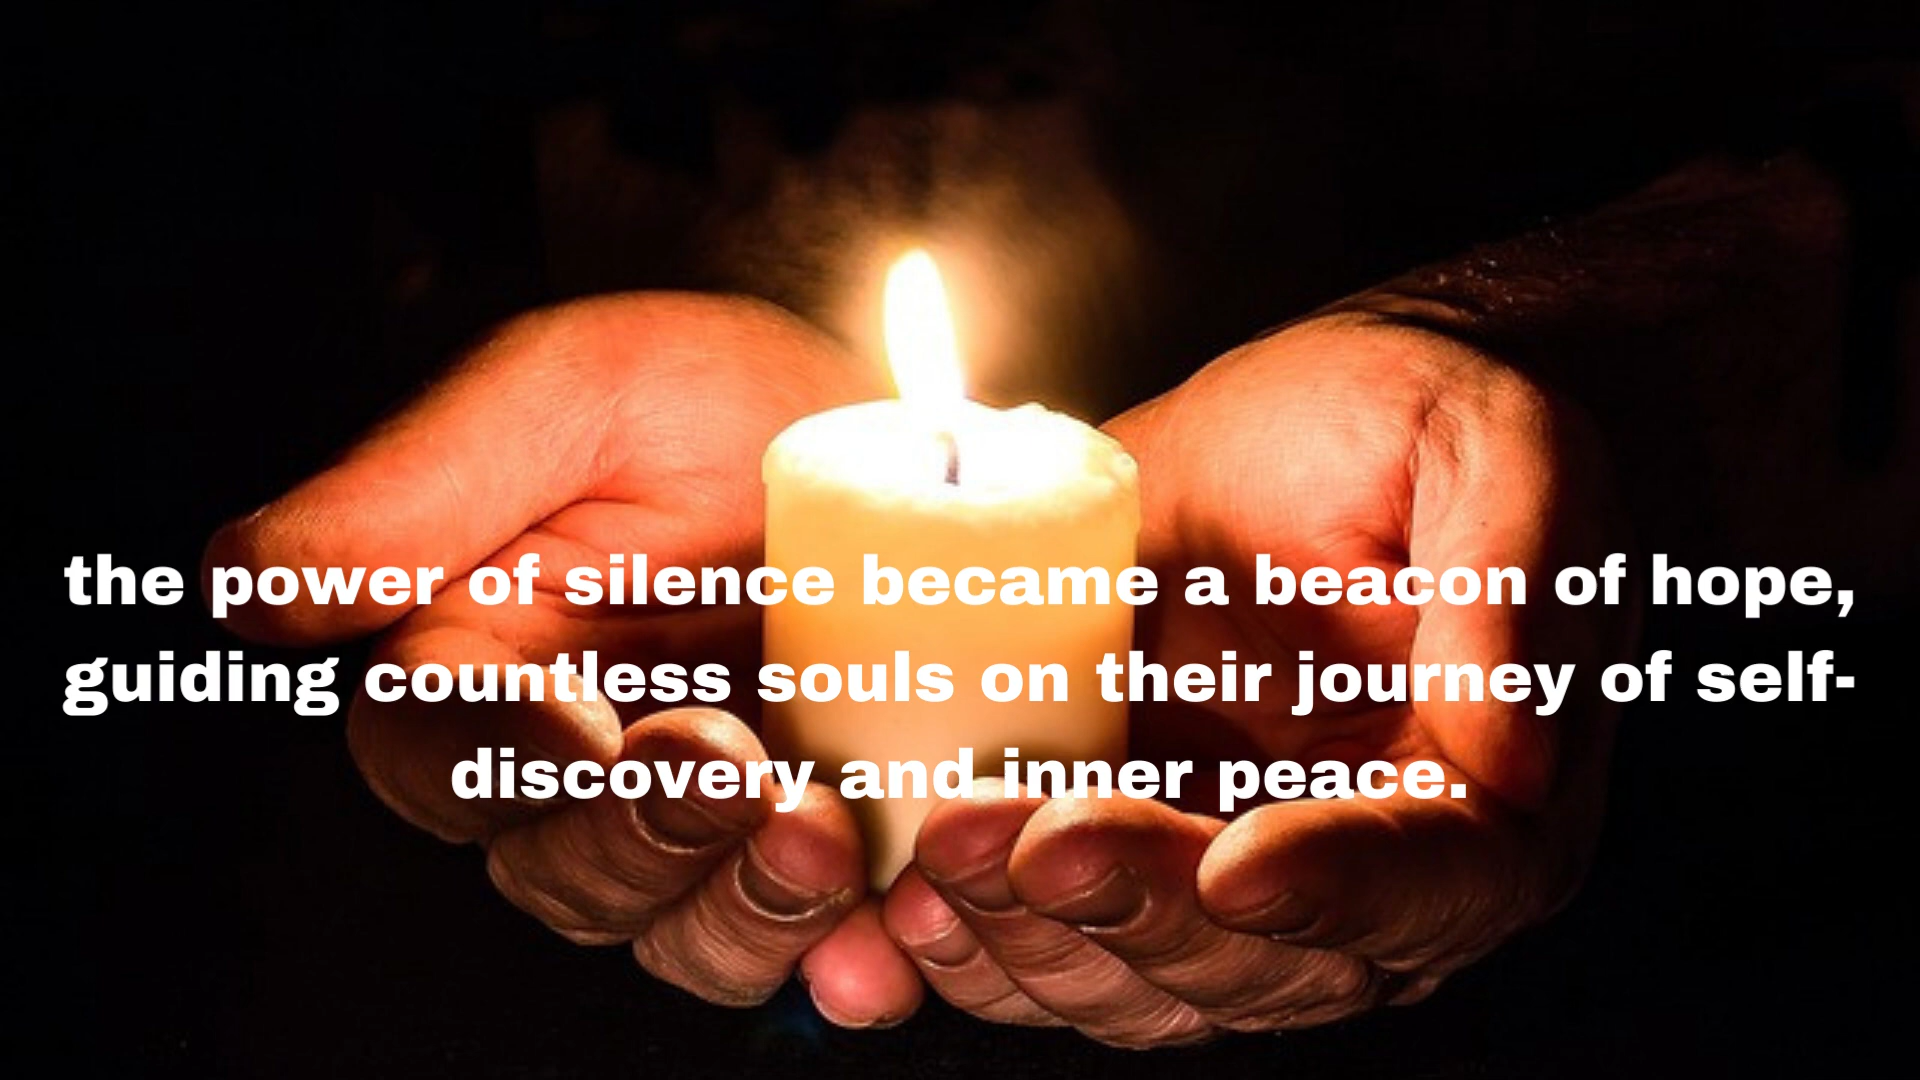 the power of silence became a beacon of hope,
guiding countless souls on their journey of self-
discovery and inner peace.